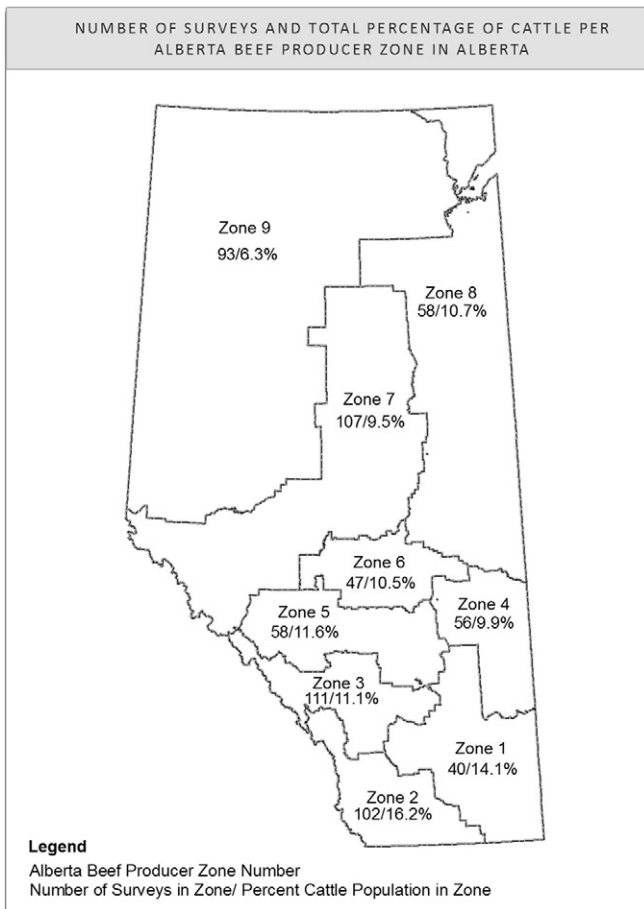 NUMBER OF SURVEYS AND TOTAL PERCENTAGE OF CATTLE PER
ALBERTA BEEF PRODUCER ZONE IN ALBERTA
Zone 9
93/6.3%
Zone 8
58/10.7%
Zone 7
107/9.5%
Zone 6
47/10.5%
Zone 4
56/9.9%
Zone 5
58/11.6%
Zone 3
111/11.1%
Zone 1
40/14.1%
Zone 2
102/16.2%
Legend
Alberta Beef Producer Zone Number
Number of Surveys in Zone/ Percent Cattle Population in Zone